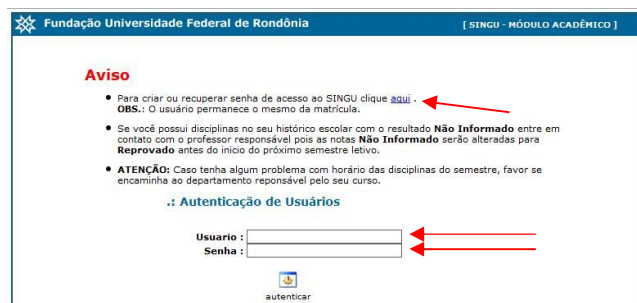 Fundação Universidade Federal de Rondônia
[ SINGU - MÓDULO ACADÊMICO ]
Aviso
Para criar ou recuperar senha de acesso ao SINGU clique aqui .
OBS.: O usuário permanece o mesmo da matrícula.
Se você possui disciplinas no seu histórico escolar com o resultado Não Informado entre em
contato com o professor responsável pois as notas Não Informado serão alteradas para
Reprovado antes do inicio do próximo semestre letivo.
ATENÇÃO: Caso tenha algum problema com horário das disciplinas do semestre, favor se
encaminha ao departamento reponsável pelo seu curso.
.: Autenticação de Usuários
Usuario :
Senha :
autenticar